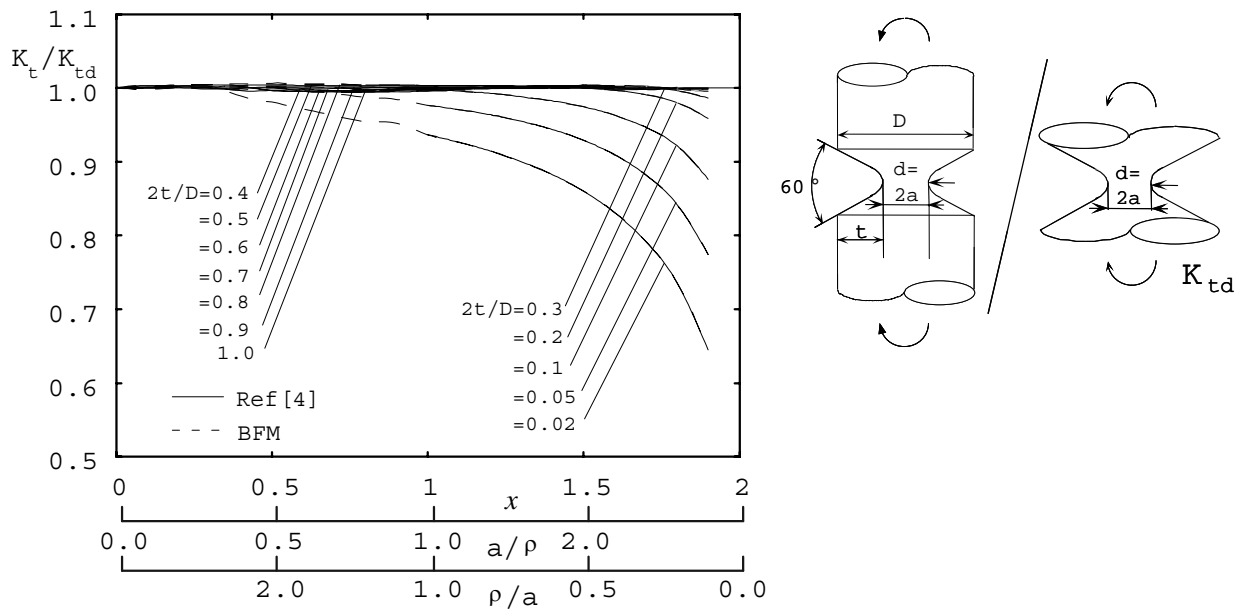 1.1
K_t/K_td
1.0
0.9
0.8
0.7
0.6
0.5
2t/D=0.4
=0.5
=0.6
=0.7
=0.8
=0.9
1.0
2t/D=0.3
=0.2
=0.1
=0.05
=0.02
Ref[4]
BFM
0 0.5 1 1.5 2
x
0.0 0.5 1.0 2.0
a/ρ
2.0 1.0 0.5 0.0
ρ/a
D
60°
d=
2a
t
d=
2a
K_td